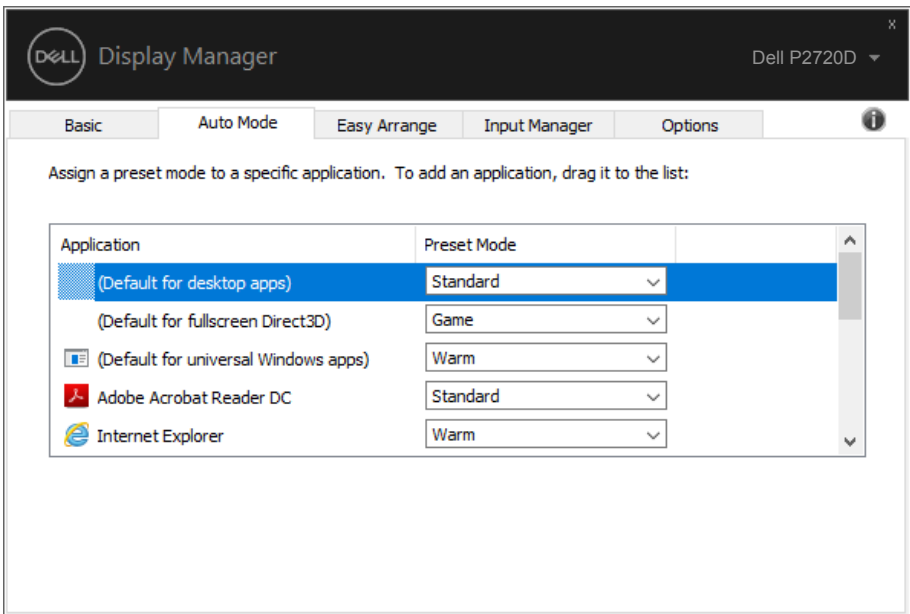 x
DELL Display Manager Dell P2720D
Basic Auto Mode Easy Arrange Input Manager Options
Assign a preset mode to a specific application. To add an application, drag it to the list:
Application Preset Mode
(Default for desktop apps) Standard
(Default for fullscreen Direct3D) Game
(Default for universal Windows apps) Warm
Adobe Acrobat Reader DC Standard
Internet Explorer Warm